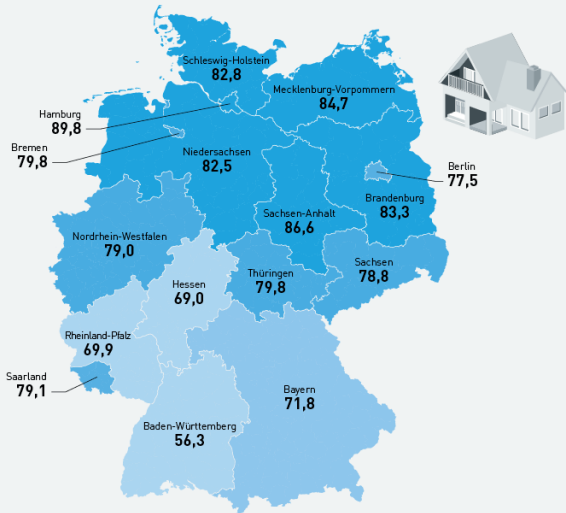 Schleswig-Holstein
82,8
Mecklenburg-Vorpommern
84,7
Hamburg
89,8
Bremen
79,8
Niedersachsen
82,5
Berlin
77,5
Brandenburg
83,3
Sachsen-Anhalt
86,6
Nordrhein-Westfalen
79,0
Sachsen
78,8
Thüringen
79,8
Hessen
69,0
Rheinland-Pfalz
69,9
Saarland
79,1
Bayern
71,8
Baden-Württemberg
56,3